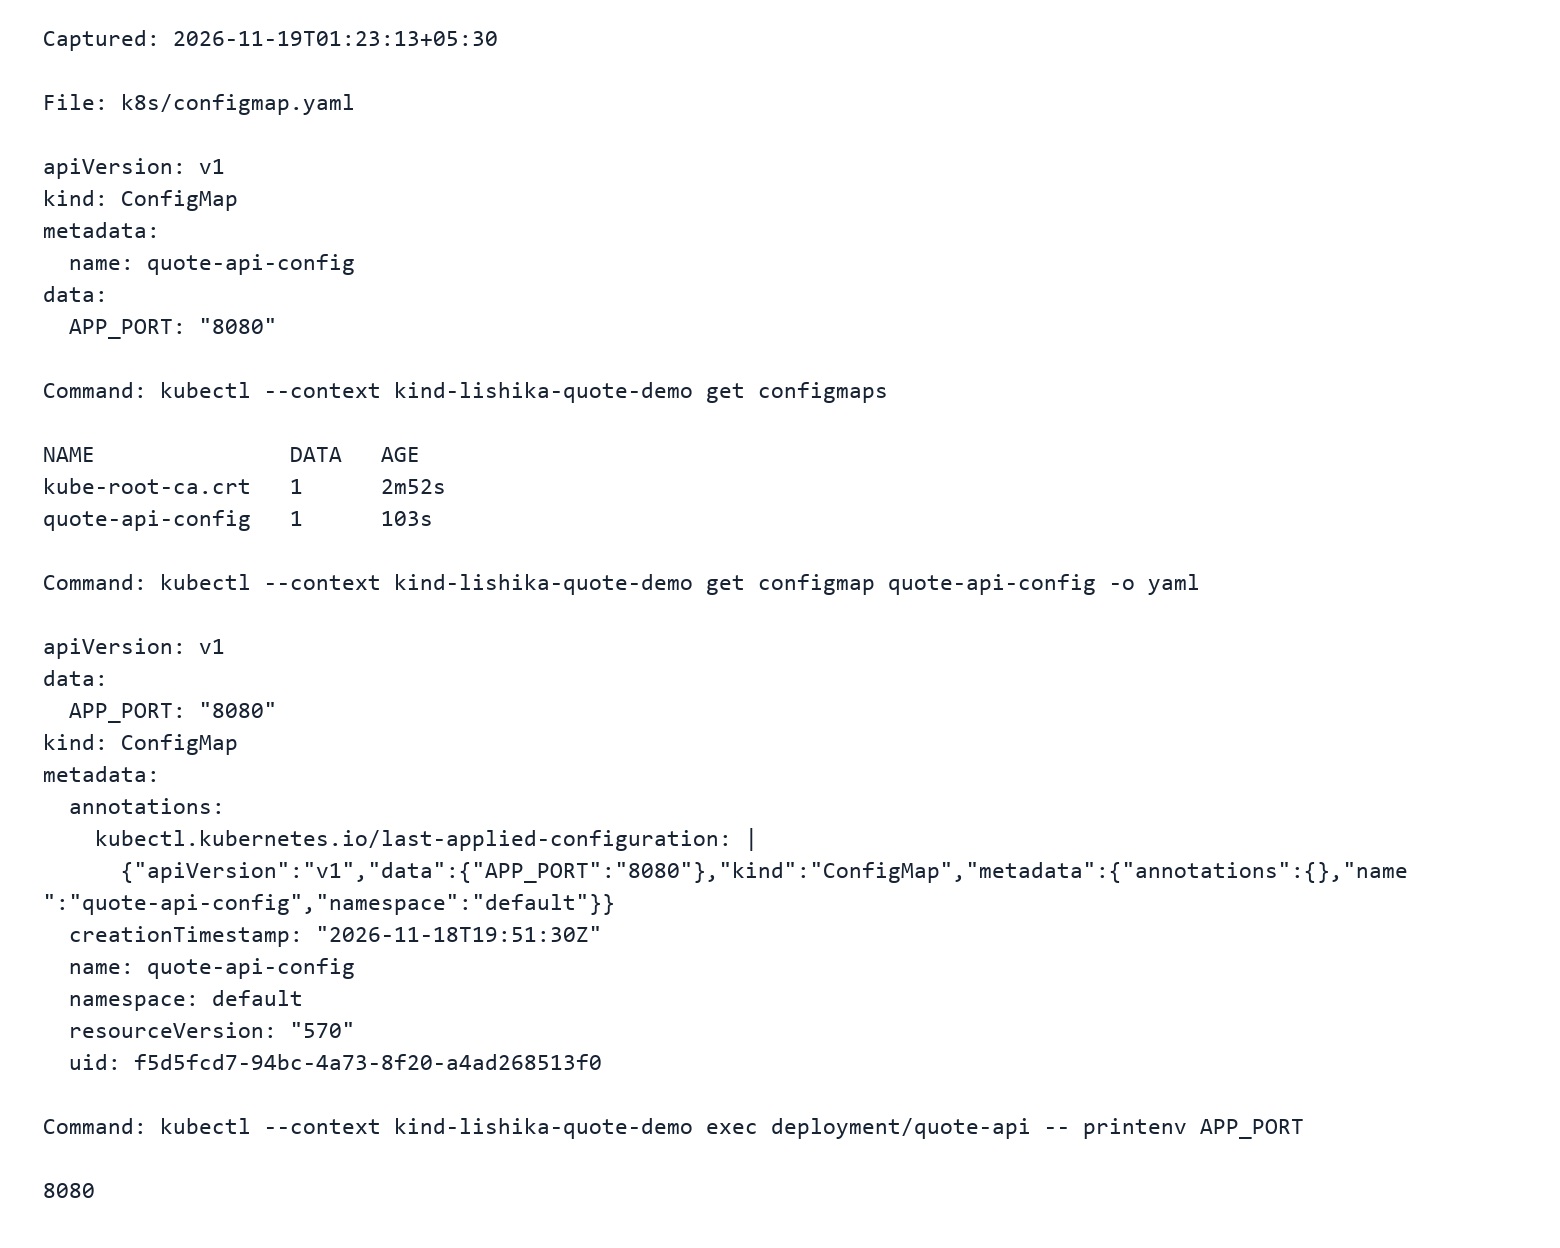 Captured: 2026-11-19T01:23:13+05:30

File: k8s/configmap.yaml

apiVersion: v1
kind: ConfigMap
metadata:
  name: quote-api-config
data:
  APP_PORT: "8080"

Command: kubectl --context kind-lishika-quote-demo get configmaps

NAME               DATA   AGE
kube-root-ca.crt   1      2m52s
quote-api-config   1      103s

Command: kubectl --context kind-lishika-quote-demo get configmap quote-api-config -o yaml

apiVersion: v1
data:
  APP_PORT: "8080"
kind: ConfigMap
metadata:
  annotations:
    kubectl.kubernetes.io/last-applied-configuration: |
      {"apiVersion":"v1","data":{"APP_PORT":"8080"},"kind":"ConfigMap","metadata":{"annotations":{},"name
":"quote-api-config","namespace":"default"}}
  creationTimestamp: "2026-11-18T19:51:30Z"
  name: quote-api-config
  namespace: default
  resourceVersion: "570"
  uid: f5d5fcd7-94bc-4a73-8f20-a4ad268513f0

Command: kubectl --context kind-lishika-quote-demo exec deployment/quote-api -- printenv APP_PORT

8080